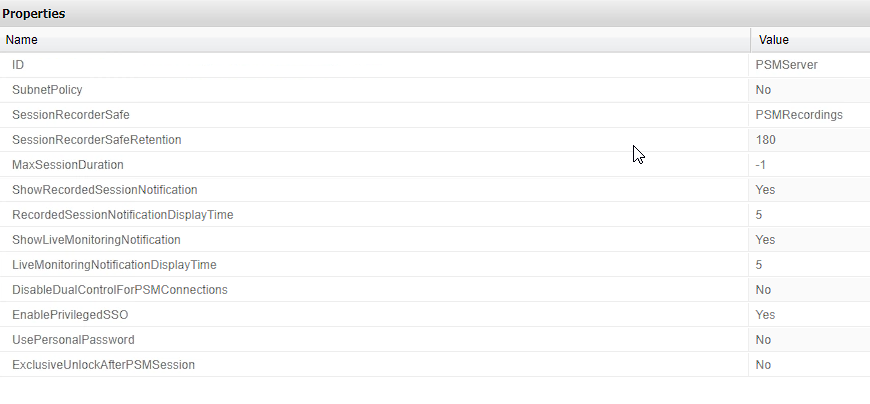 Properties
Name Value
ID PSMServer
SubnetPolicy No
SessionRecorderSafe PSMRecordings
SessionRecorderSafeRetention 180
MaxSessionDuration -1
ShowRecordedSessionNotification Yes
RecordedSessionNotificationDisplayTime 5
ShowLiveMonitoringNotification Yes
LiveMonitoringNotificationDisplayTime 5
DisableDualControlForPSMConnections No
EnablePrivilegedSSO Yes
UsePersonalPassword No
ExclusiveUnlockAfterPSMSession No